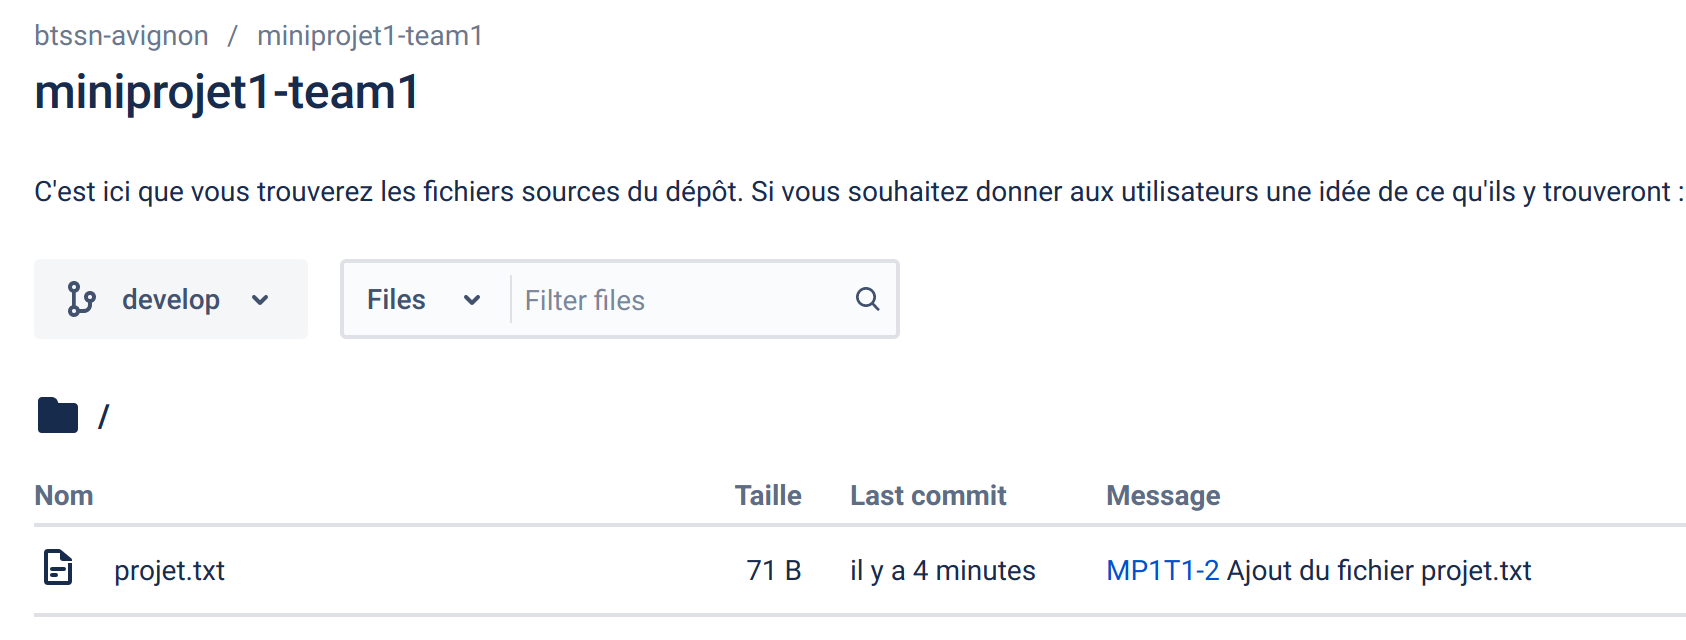 btssn-avignon / miniprojet1-team1
miniprojet1-team1
C'est ici que vous trouverez les fichiers sources du dépôt. Si vous souhaitez donner aux utilisateurs une idée de ce qu'ils y trouveront :
develop Files Filter files
/
Nom Taille Last commit Message
projet.txt 71 B il y a 4 minutes MP1T1-2 Ajout du fichier projet.txt